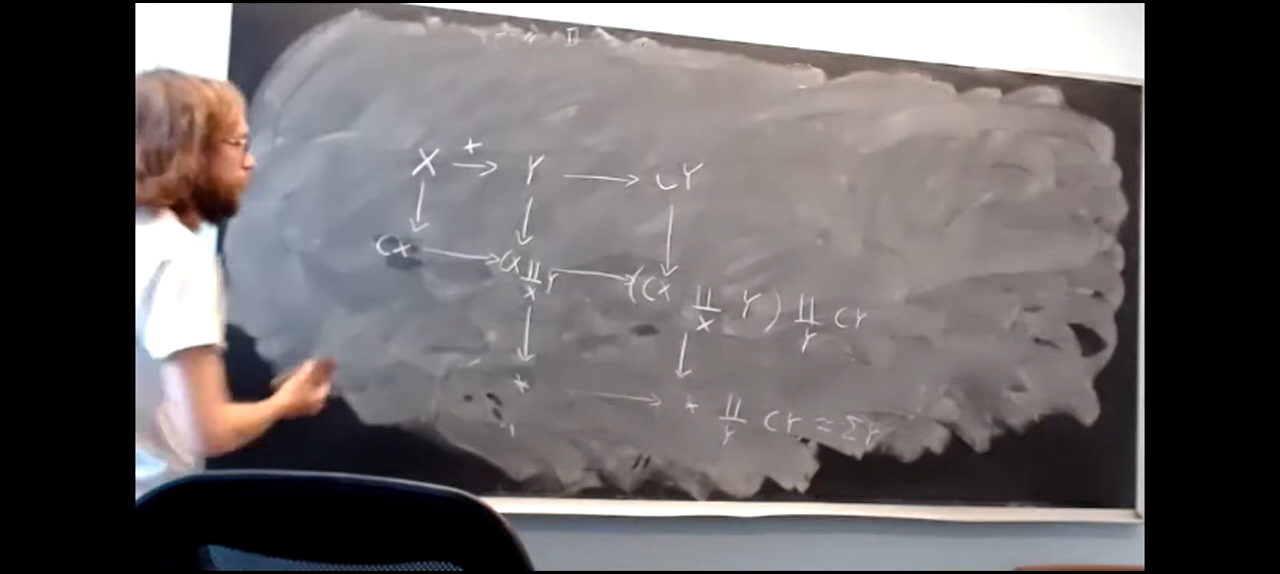 X → Y → CY
CX → CX ∐_X Y → (CX ∐_X Y) ∐_Y CY
* → * ∐_Y CY ≃ ΣY